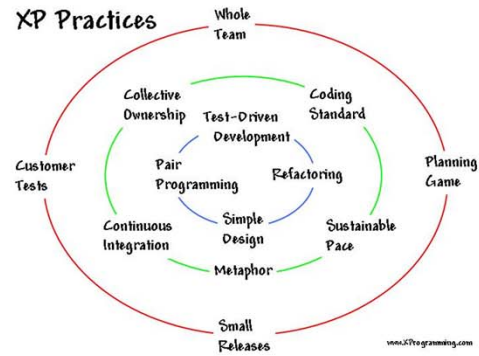 XP Practices
Whole
Team
Collective
Ownership
Test-Driven
Development
Coding
Standard
Customer
Tests
Pair
Programming
Refactoring
Planning
Game
Continuous
Integration
Simple
Design
Sustainable
Pace
Metaphor
Small
Releases
www.XProgramming.com